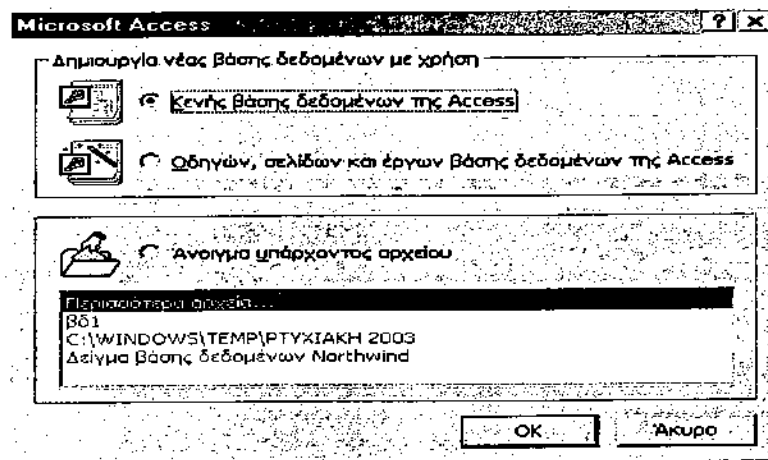 Microsoft Access
Δημιουργία νέας βάσης δεδομένων με χρήση
Κενής βάσης δεδομένων της Access
Οδηγών, σελίδων και έργων βάσης δεδομένων της Access
Άνοιγμα υπάρχοντος αρχείου
Περισσότερα αρχεία...
βδ1
C:\WINDOWS\TEMP\ΡΤΥΧΙΑΚΗ 2003
Δείγμα βάσης δεδομένων Northwind
OK
Άκυρο